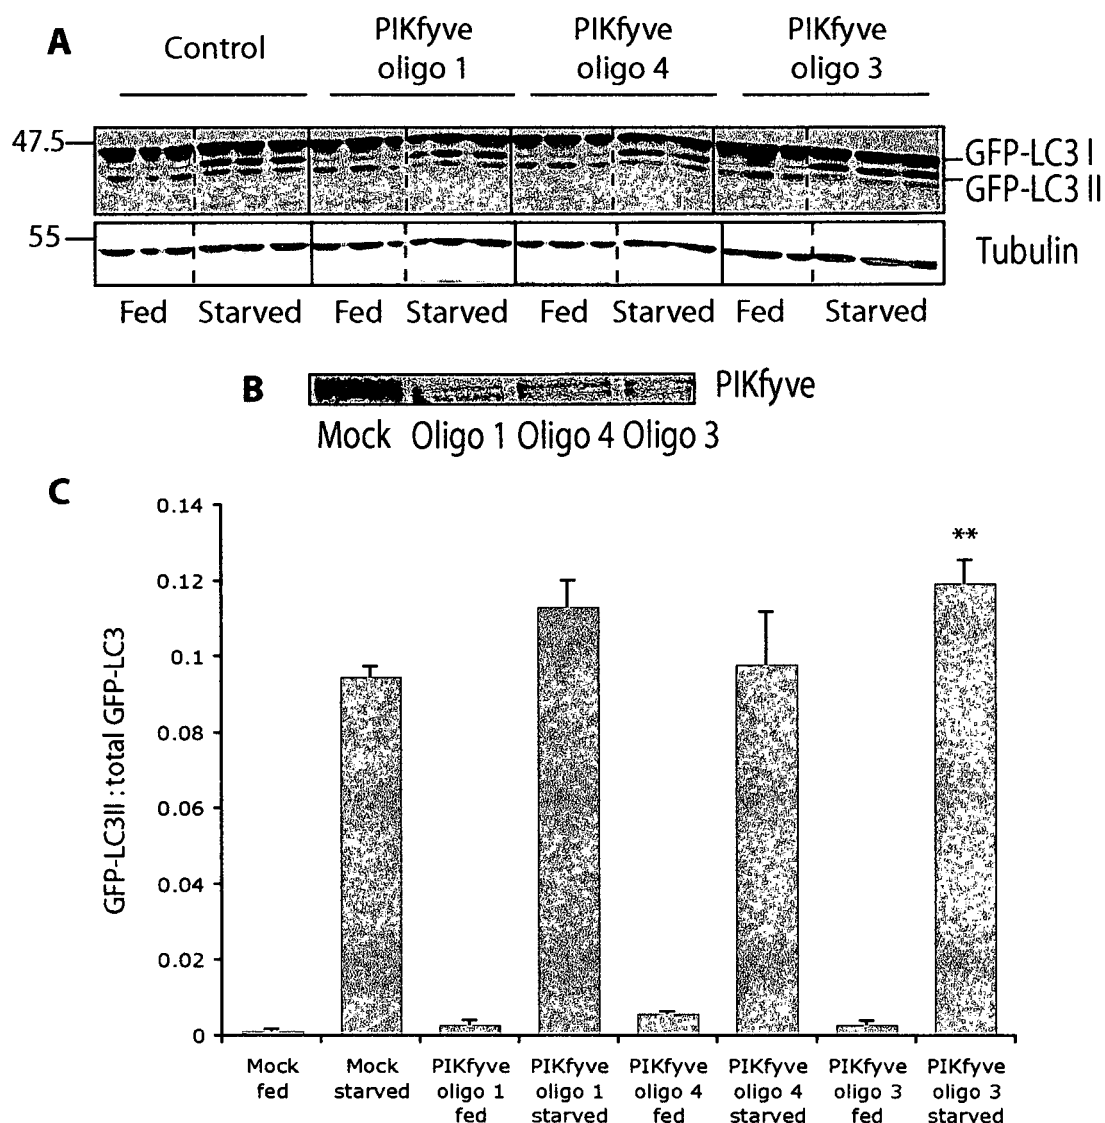 A
Control
PIKfyve
oligo 1
PIKfyve
oligo 4
PIKfyve
oligo 3
47.5
GFP-LC3 I
GFP-LC3 II
55
Tubulin
Fed Starved Fed Starved Fed Starved Fed Starved
B
PIKfyve
Mock Oligo 1 Oligo 4 Oligo 3
C
GFP-LC3II : total GFP-LC3
0.14
0.12
0.1
0.08
0.06
0.04
0.02
0
**
Mock
fed
Mock
starved
PIKfyve
oligo 1
fed
PIKfyve
oligo 1
starved
PIKfyve
oligo 4
fed
PIKfyve
oligo 4
starved
PIKfyve
oligo 3
fed
PIKfyve
oligo 3
starved